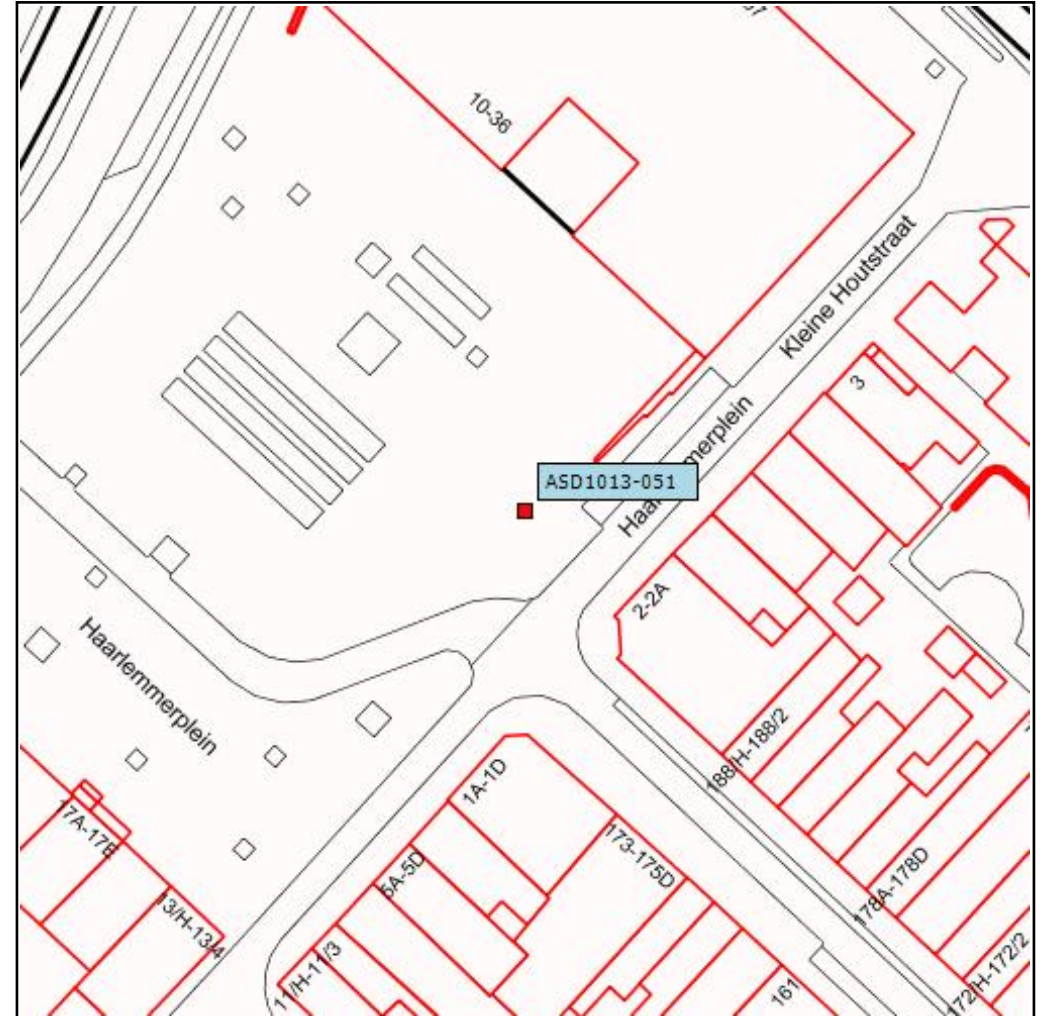 10-36
Kleine Houtstraat
3
ASD1013-051
2-2A
Haarlemmerplein
188/H-188/2
1A-1D
17A-17E
173-175D
5A-5D
178A-178D
13/H-13/4
11/H-11/3
161
172/H-172/2